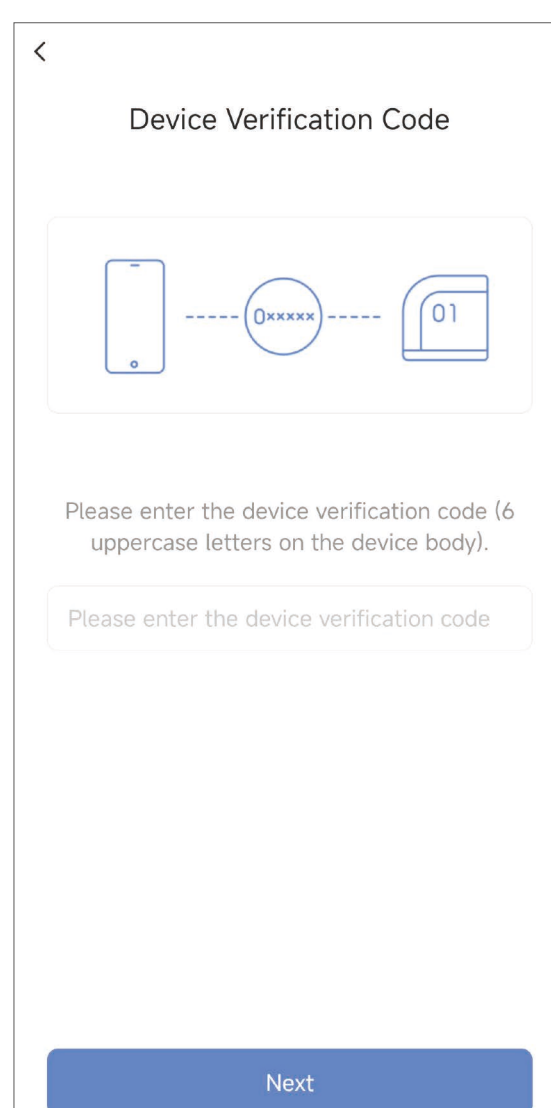 Device Verification Code
0xxxxx
01
Please enter the device verification code (6
uppercase letters on the device body).
Please enter the device verification code
Next